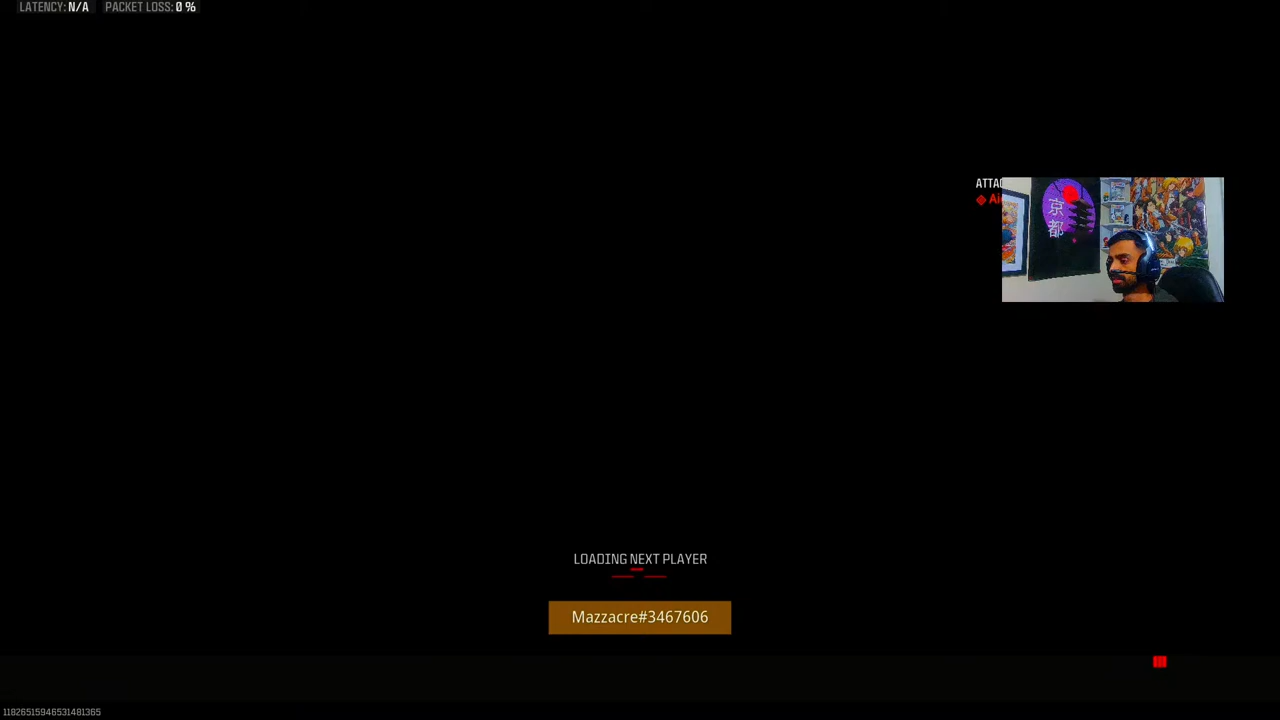 LATENCY: N/A PACKET LOSS: 0 %
京都
LOADING NEXT PLAYER
Mazzacre#3467606
11826515946531481365